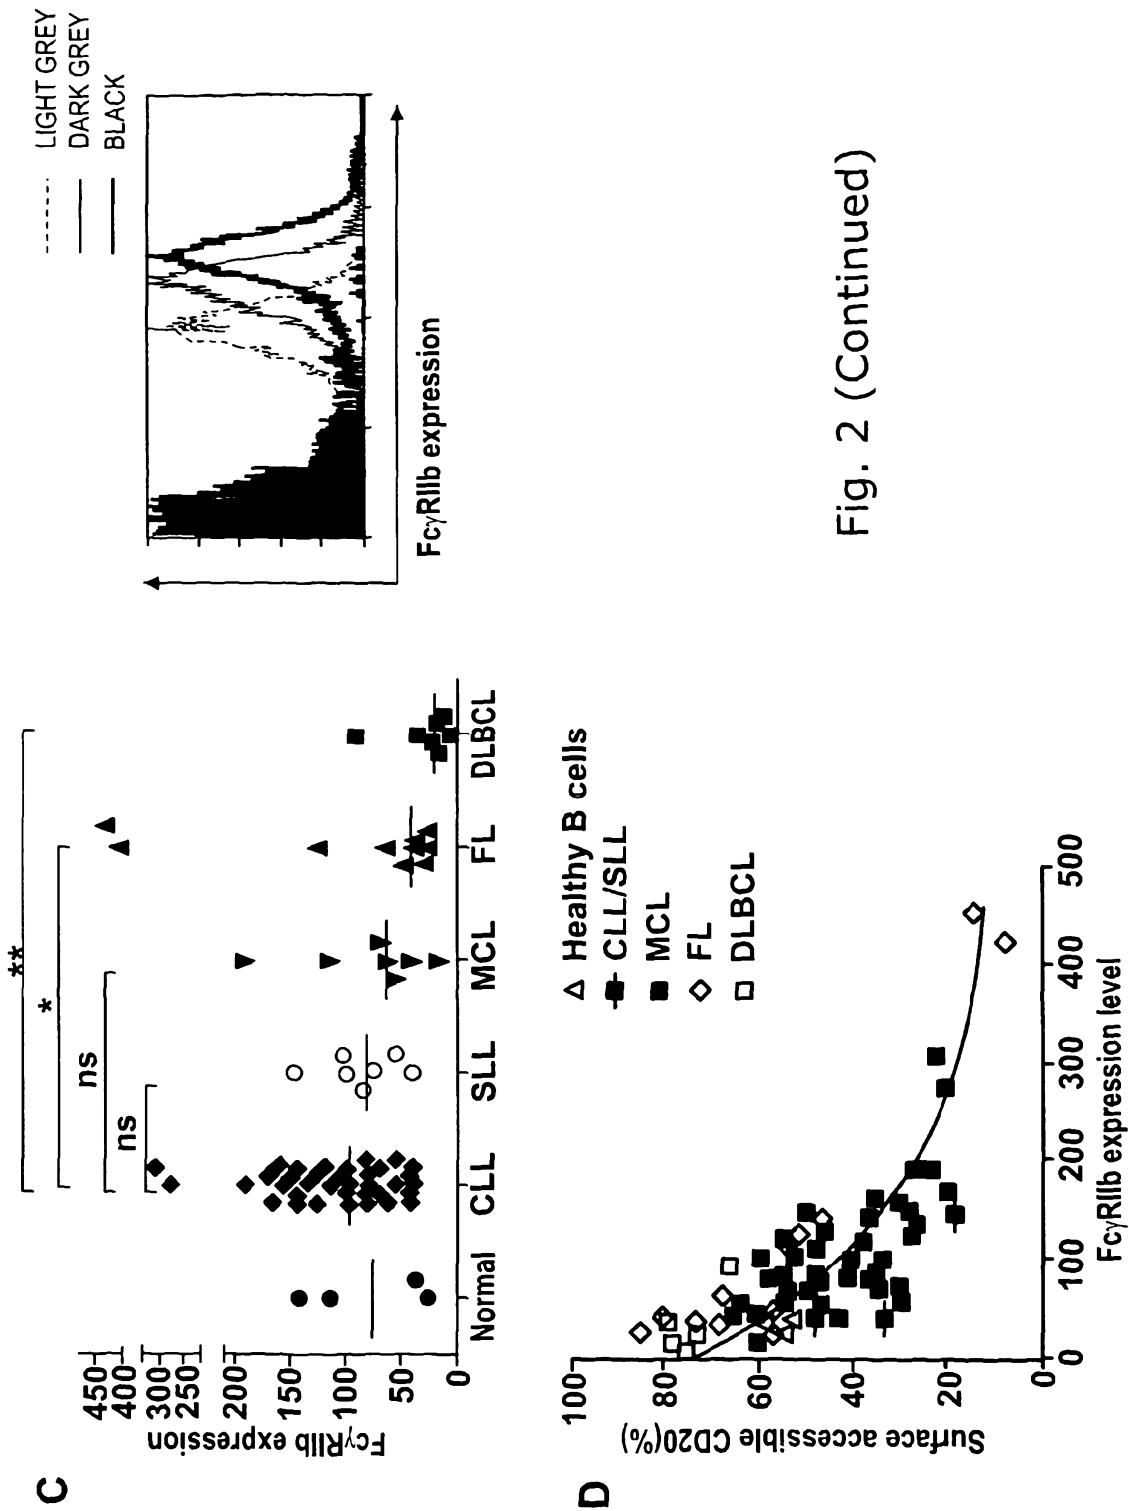 C
FcγRIIb expression
450
400
300
250
200
150
100
50
0
ns
ns
*
**
Normal
CLL
SLL
MCL
FL
DLBCL
LIGHT GREY
DARK GREY
BLACK
FcγRIIb expression
D
Surface accessible CD20(%)
100
80
60
40
20
0
0
100
200
300
400
500
FcγRIIb expression level
Healthy B cells
CLL/SLL
MCL
FL
DLBCL
Fig. 2 (Continued)